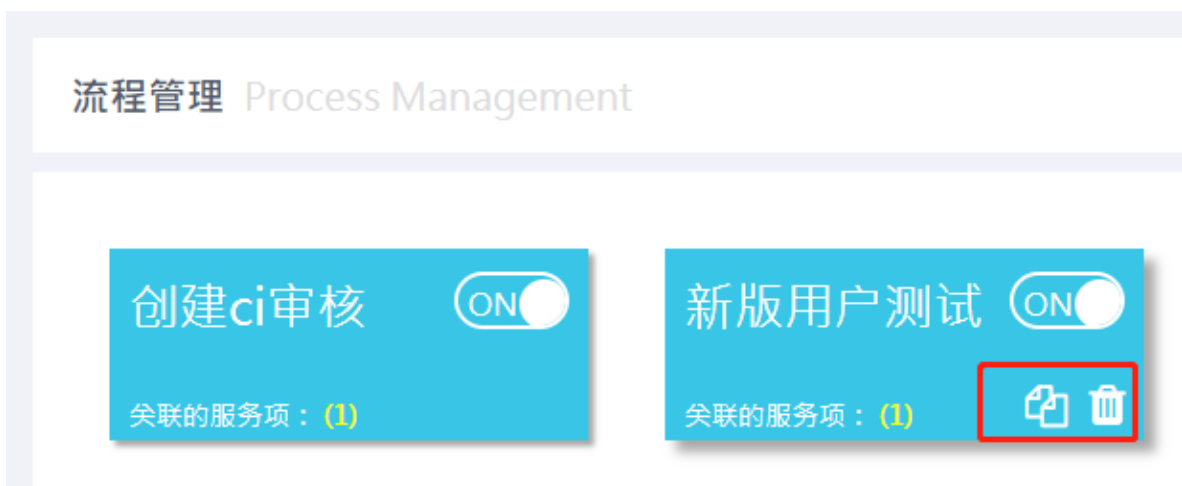 流程管理 Process Management
创建ci审核 ON
新版用户测试 ON
关联的服务项： (1)
关联的服务项： (1)